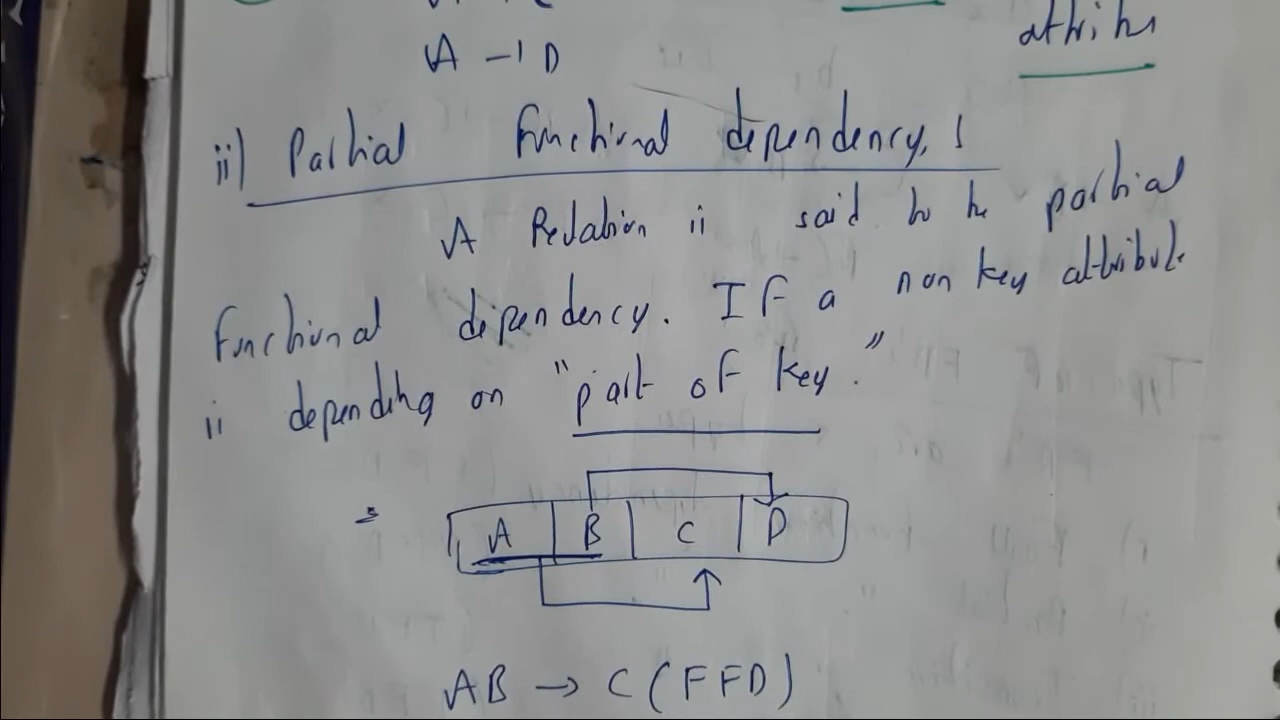 A → D
attribu
ii) Partial Functional dependency :
A Relation is said to be partial
Functional dependency. If a non key attribute
is depending on "part of key."
A B C D
AB → C (FFD)